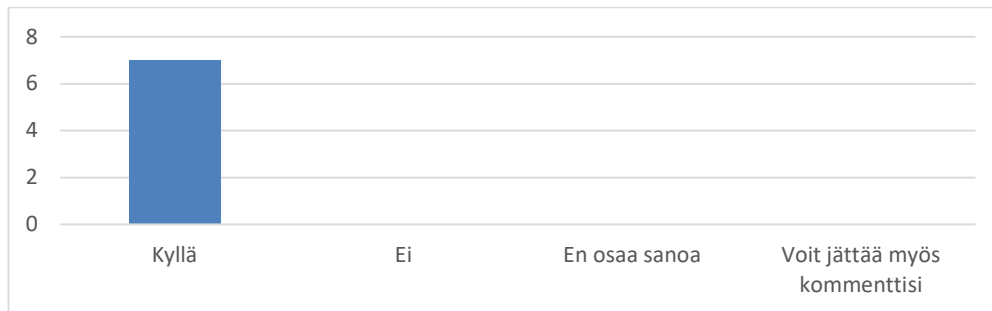 8
6
4
2
0
Kyllä
Ei
En osaa sanoa
Voit jättää myös
kommenttisi